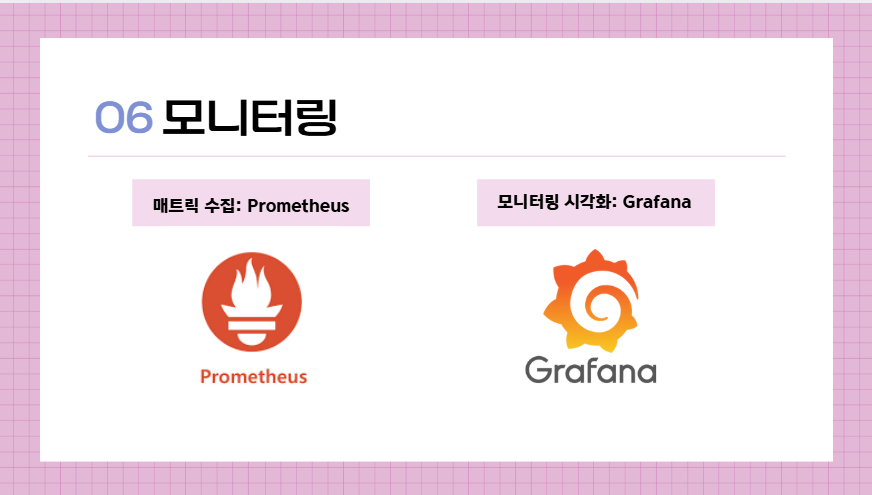 06 모니터링
매트릭 수집: Prometheus
모니터링 시각화: Grafana
Prometheus
Grafana